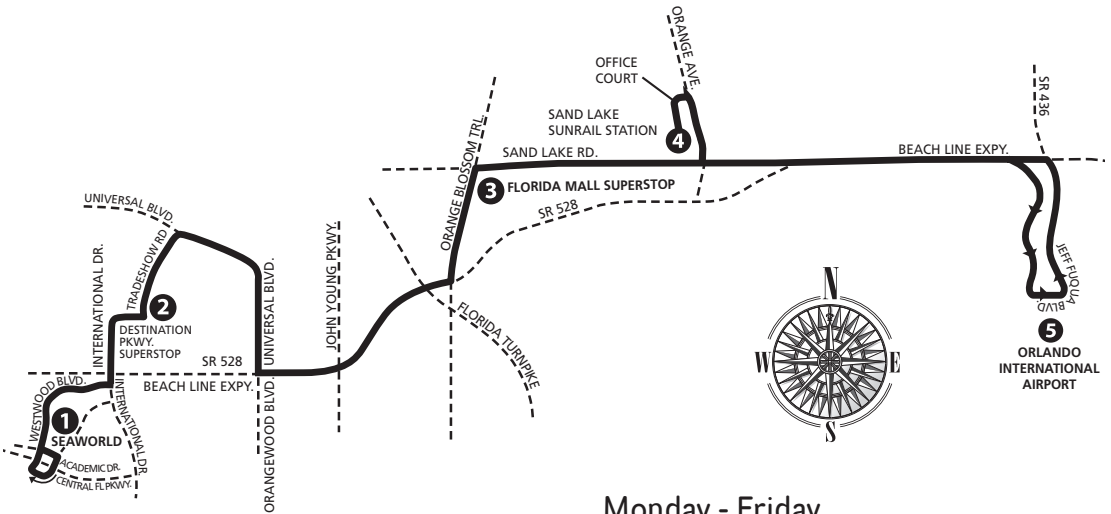 ORANGE AVE.
OFFICE
COURT
SR 436
SAND LAKE
SUNRAIL STATION
4
SAND LAKE RD.
BEACH LINE EXPY.
ORANGE BLOSSOM TRL.
3 FLORIDA MALL SUPERSTOP
UNIVERSAL BLVD.
SR 528
TRADESHOW RD
INTERNATIONAL DR.
JOHN YOUNG PKWY.
UNIVERSAL BLVD.
JEFF FUQUA
BLVD.
2
DESTINATION
PKWY.
SUPERSTOP
FLORIDA TURNPIKE
N
W
E
S
5
ORLANDO
INTERNATIONAL
AIRPORT
SR 528
BEACH LINE EXPY.
WESTWOOD BLVD.
INTERNATIONAL DR.
ORANGEWOOD BLVD.
1
SEAWORLD
ACADEMIC DR.
CENTRAL FL PKWY.
Monday - Friday